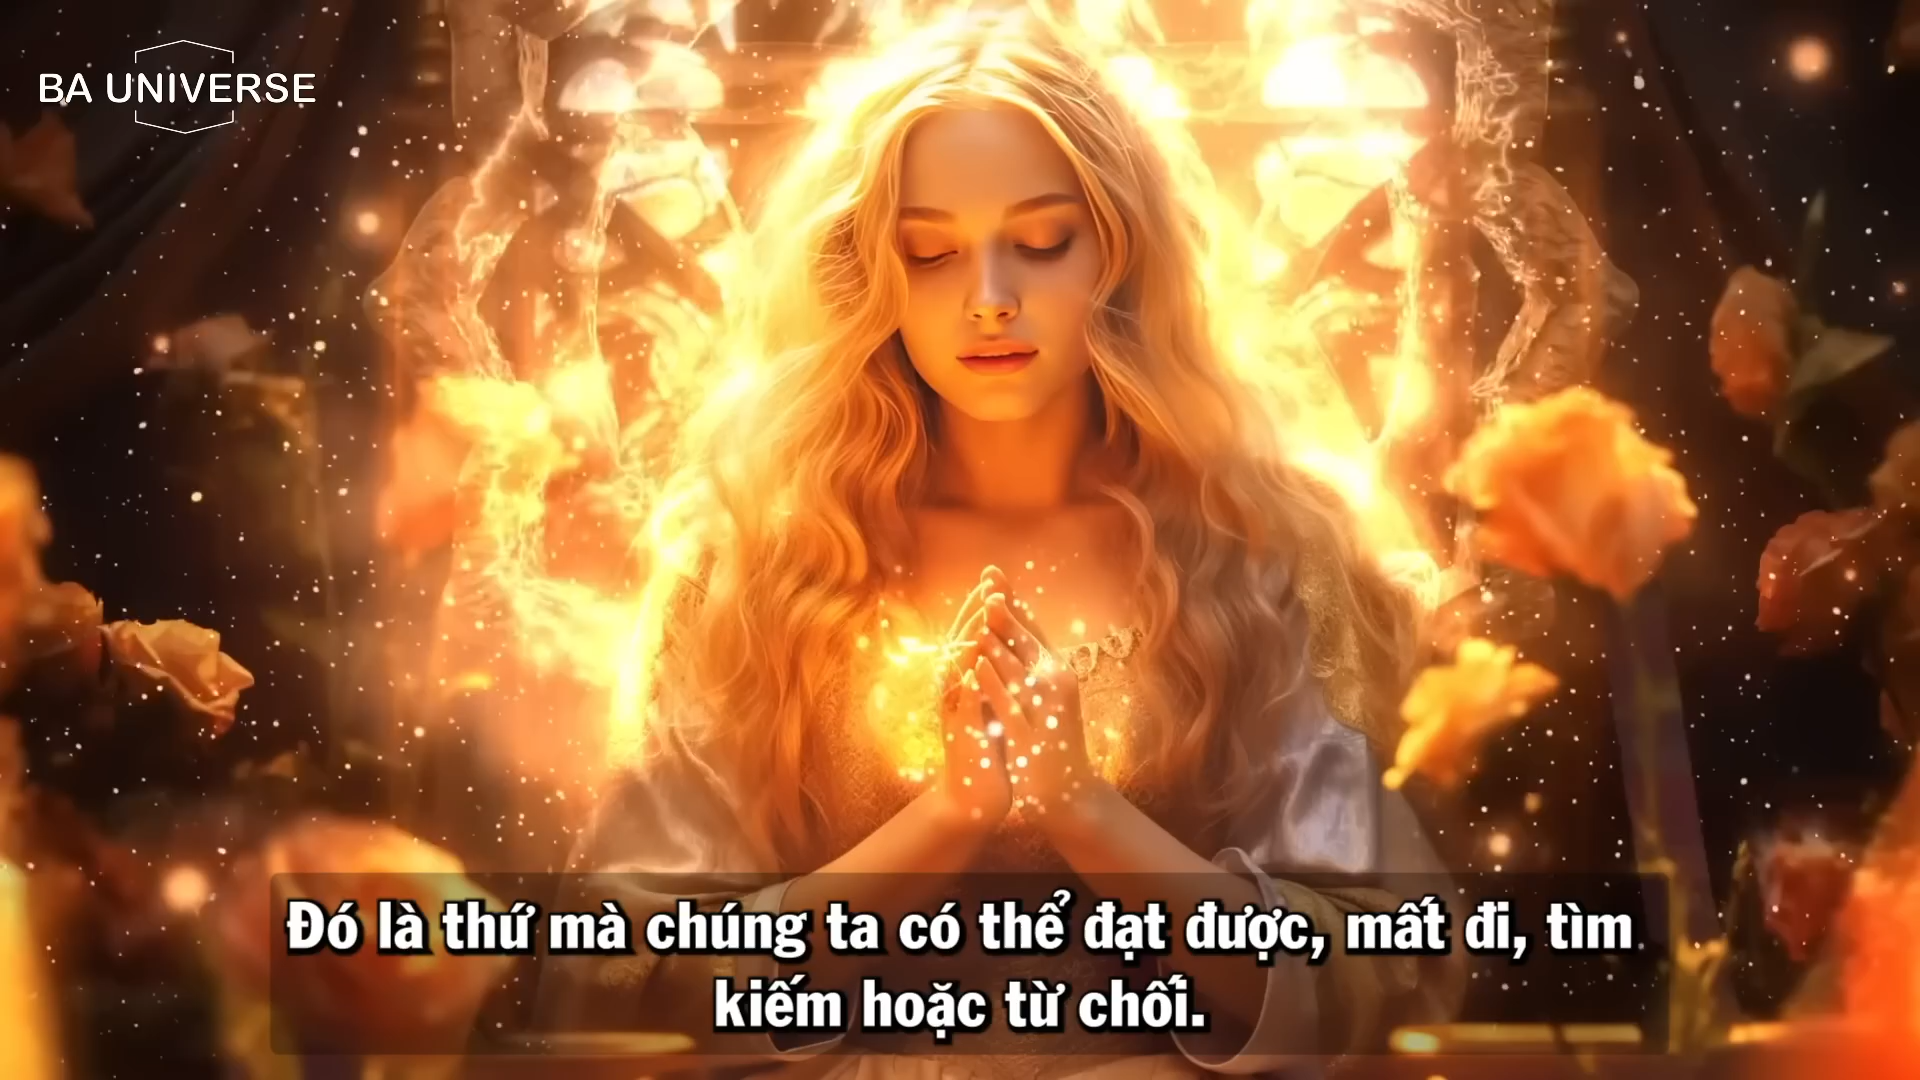 BA UNIVERSE
Đó là thứ mà chúng ta có thể đạt được, mất đi, tìm
kiếm hoặc từ chối.